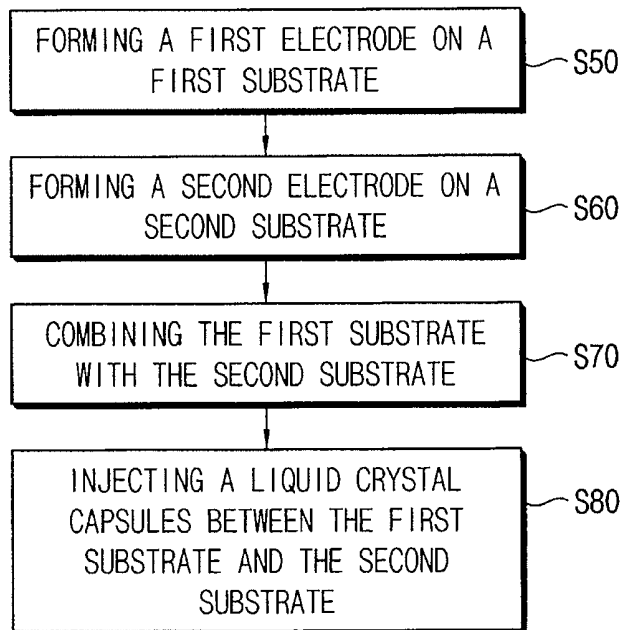 FORMING A FIRST ELECTRODE ON A
FIRST SUBSTRATE
S50
FORMING A SECOND ELECTRODE ON A
SECOND SUBSTRATE
S60
COMBINING THE FIRST SUBSTRATE
WITH THE SECOND SUBSTRATE
S70
INJECTING A LIQUID CRYSTAL
CAPSULES BETWEEN THE FIRST
SUBSTRATE AND THE SECOND
SUBSTRATE
S80